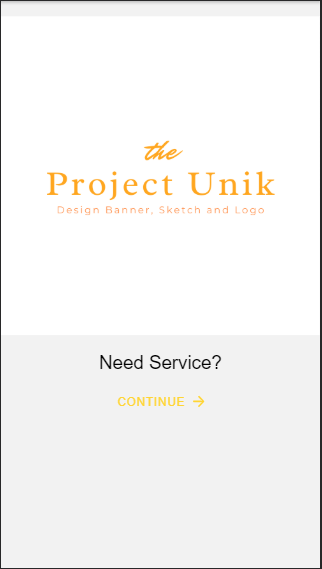 the
Project Unik
Design Banner, Sketch and Logo
Need Service?
CONTINUE →